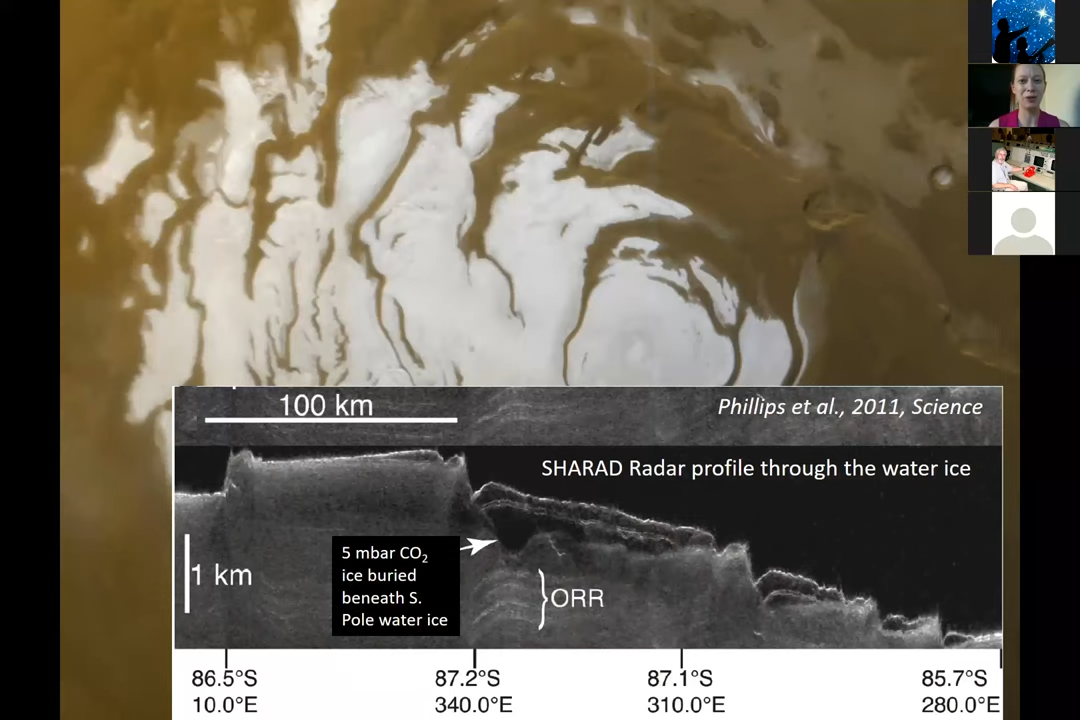 100 km
Phillips et al., 2011, Science
SHARAD Radar profile through the water ice
5 mbar CO₂
ice buried
beneath S.
Pole water ice
1 km
ORR
86.5°S 87.2°S 87.1°S 85.7°S
10.0°E 340.0°E 310.0°E 280.0°E